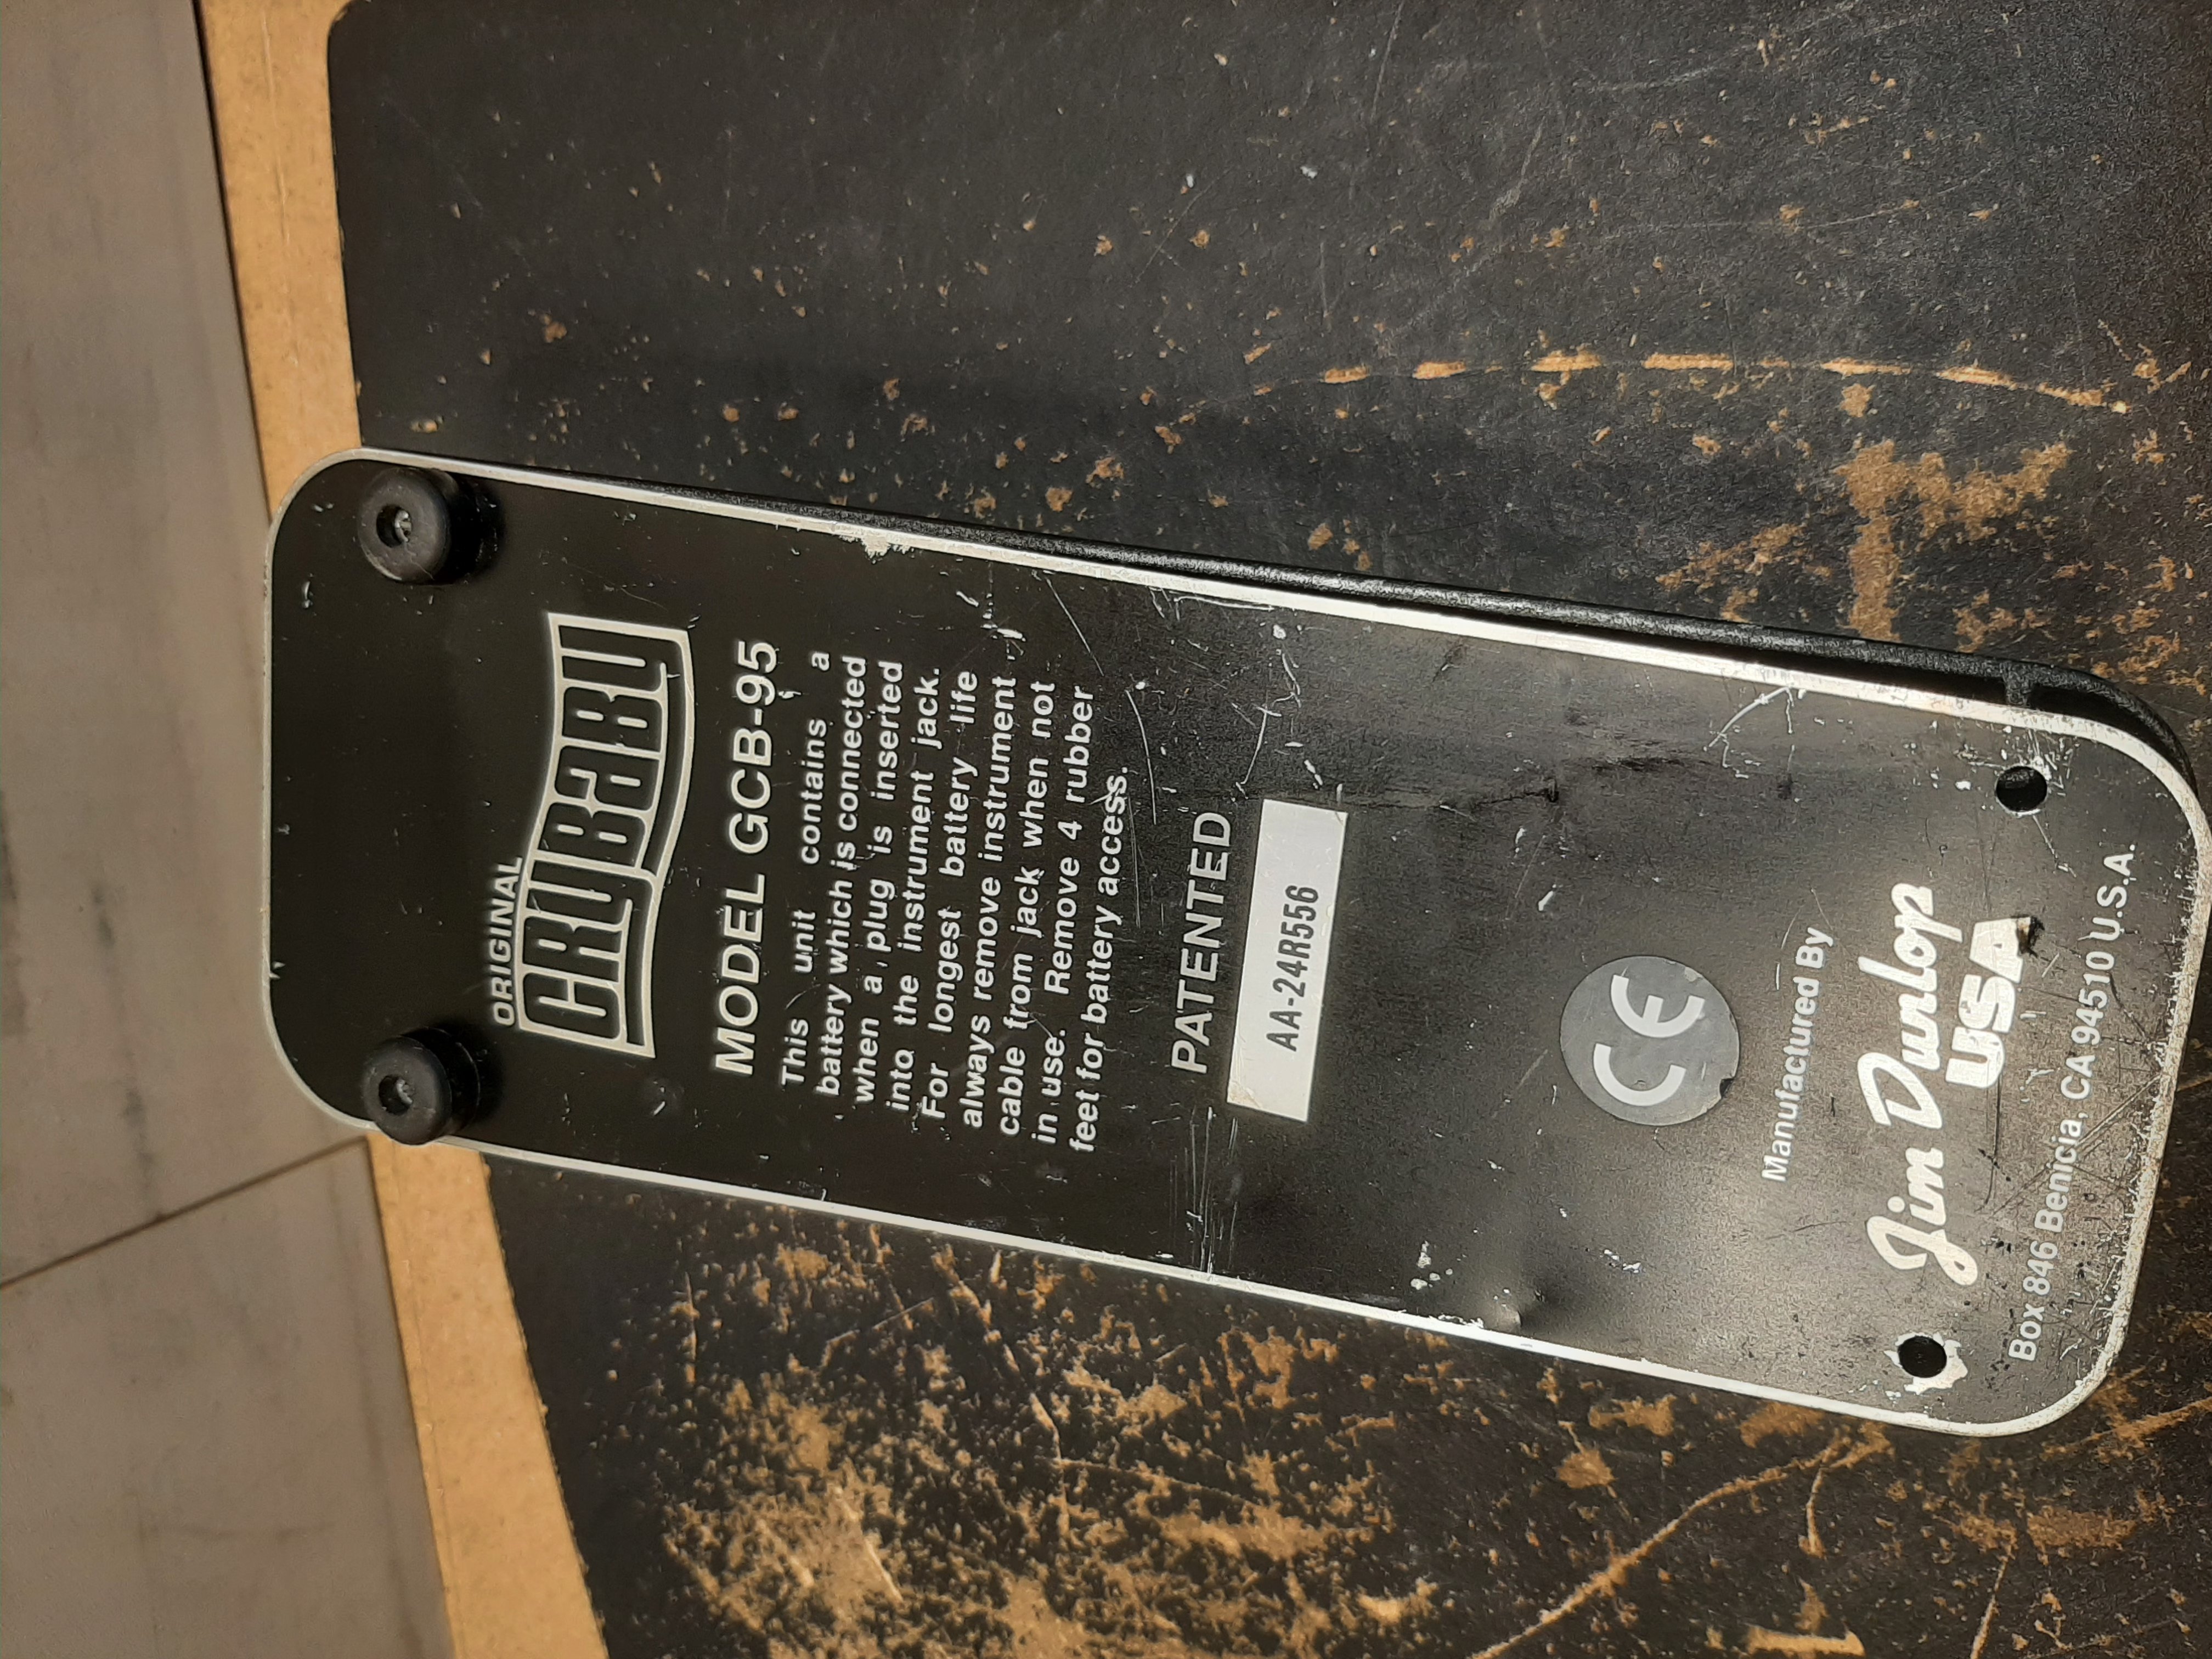 ORIGINAL
CRYBABY
MODEL GCB-95
This unit contains a
battery which is connected
when a plug is inserted
into the instrument jack.
For longest battery life
always remove instrument
cable from jack when not
in use. Remove 4 rubber
feet for battery access.
PATENTED
AA-24R556
CE
Manufactured By
Jim Dunlop
USA
Box 846 Benicia, CA 94510 U.S.A.